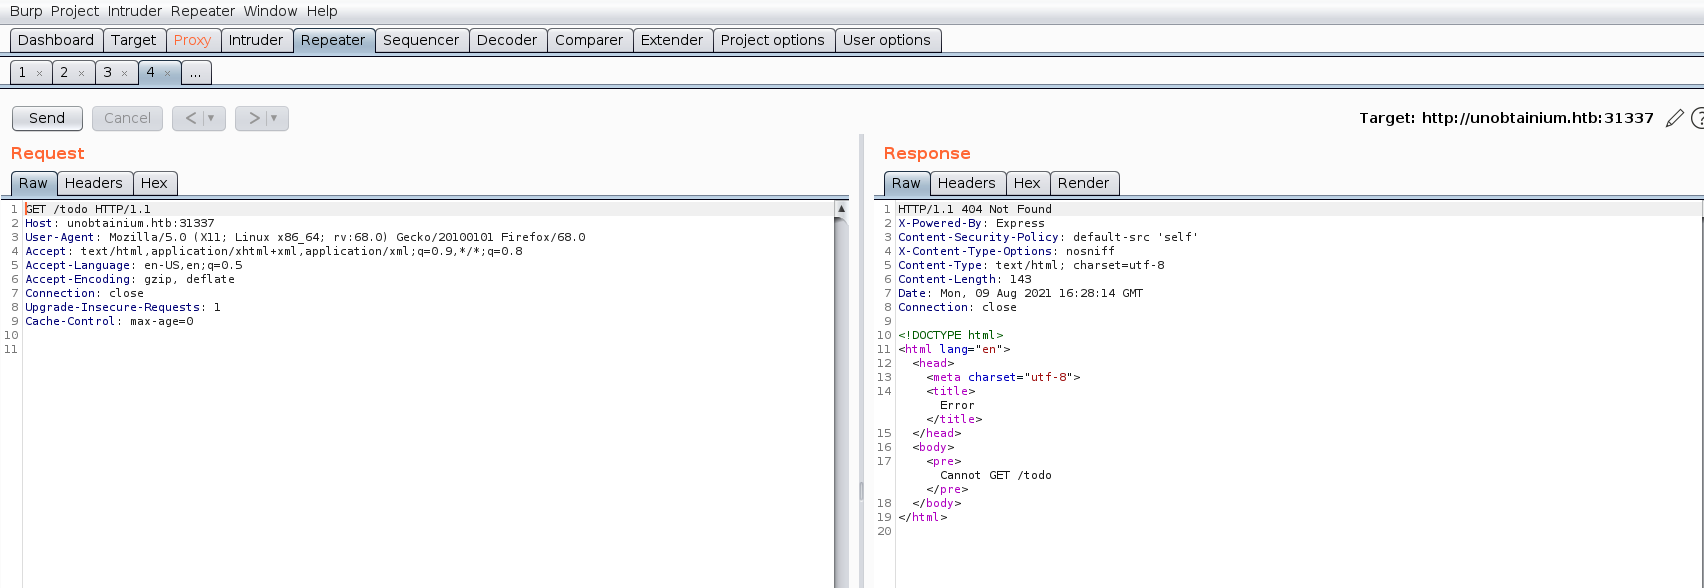 Burp Project Intruder Repeater Window Help
Dashboard Target Proxy Intruder Repeater Sequencer Decoder Comparer Extender Project options User options
1 × 2 × 3 × 4 × ...
Send Cancel < > Target: http://unobtainium.htb:31337 ?
Request
Raw Headers Hex
1 GET /todo HTTP/1.1
2 Host: unobtainium.htb:31337
3 User-Agent: Mozilla/5.0 (X11; Linux x86_64; rv:68.0) Gecko/20100101 Firefox/68.0
4 Accept: text/html,application/xhtml+xml,application/xml;q=0.9,*/*;q=0.8
5 Accept-Language: en-US,en;q=0.5
6 Accept-Encoding: gzip, deflate
7 Connection: close
8 Upgrade-Insecure-Requests: 1
9 Cache-Control: max-age=0
10
11
Response
Raw Headers Hex Render
1 HTTP/1.1 404 Not Found
2 X-Powered-By: Express
3 Content-Security-Policy: default-src 'self'
4 X-Content-Type-Options: nosniff
5 Content-Type: text/html; charset=utf-8
6 Content-Length: 143
7 Date: Mon, 09 Aug 2021 16:28:14 GMT
8 Connection: close
9
10 <!DOCTYPE html>
11 <html lang="en">
12 <head>
13 <meta charset="utf-8">
14 <title>
Error
</title>
15 </head>
16 <body>
17 <pre>
Cannot GET /todo
</pre>
18 </body>
19 </html>
20